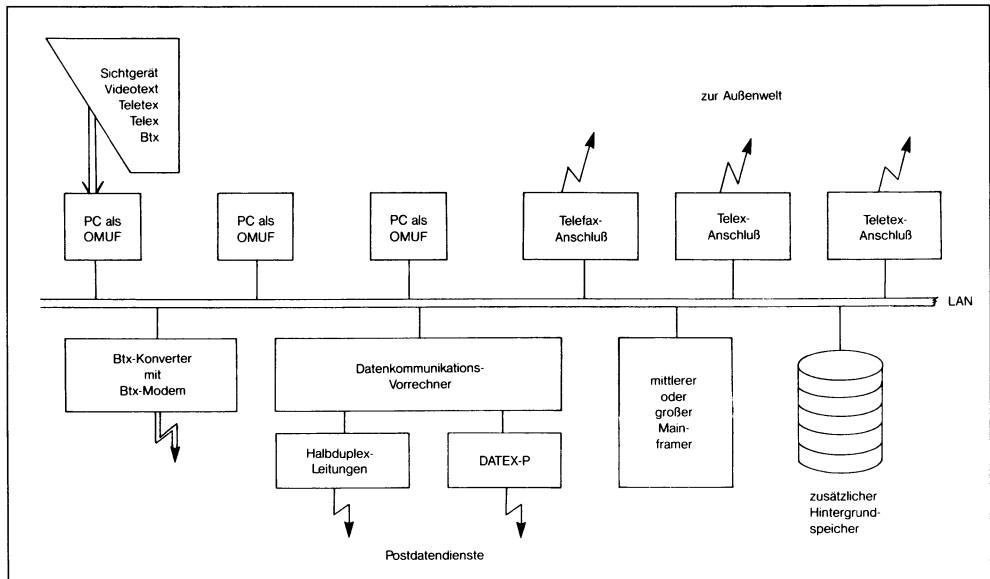 Sichtgerät
Videotext
Teletex
Telex
Btx
zur Außenwelt
PC als
OMUF
PC als
OMUF
PC als
OMUF
Telefax-
Anschluß
Telex-
Anschluß
Teletex-
Anschluß
LAN
Btx-Konverter
mit
Btx-Modem
Datenkommunikations-
Vorrechner
mittlerer
oder
großer
Main-
framer
Halbduplex-
Leitungen
DATEX-P
zusätzlicher
Hintergrund-
speicher
Postdatendienste